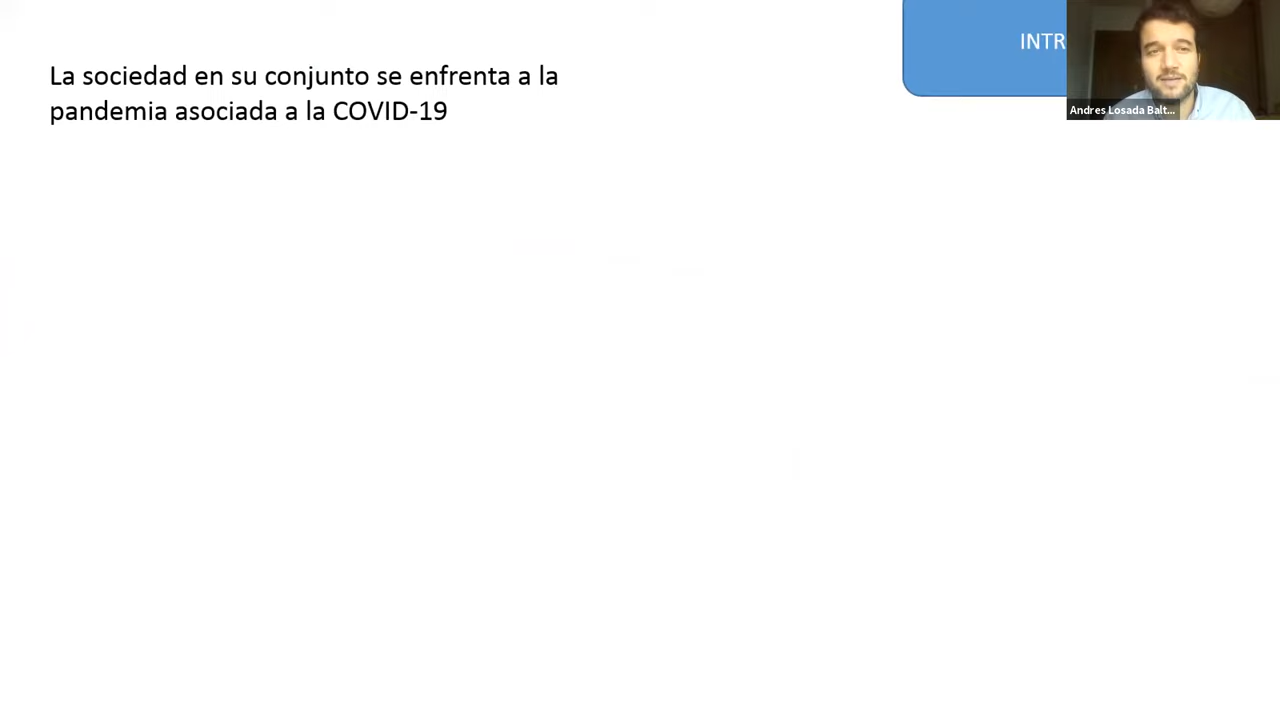 La sociedad en su conjunto se enfrenta a la
pandemia asociada a la COVID-19
INTR
Andres Losada Balt...